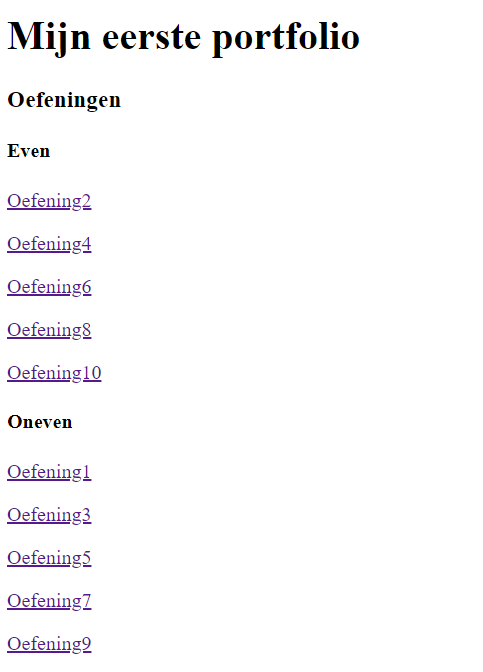 Mijn eerste portfolio
Oefeningen
Even
Oefening2
Oefening4
Oefening6
Oefening8
Oefening10
Oneven
Oefening1
Oefening3
Oefening5
Oefening7
Oefening9